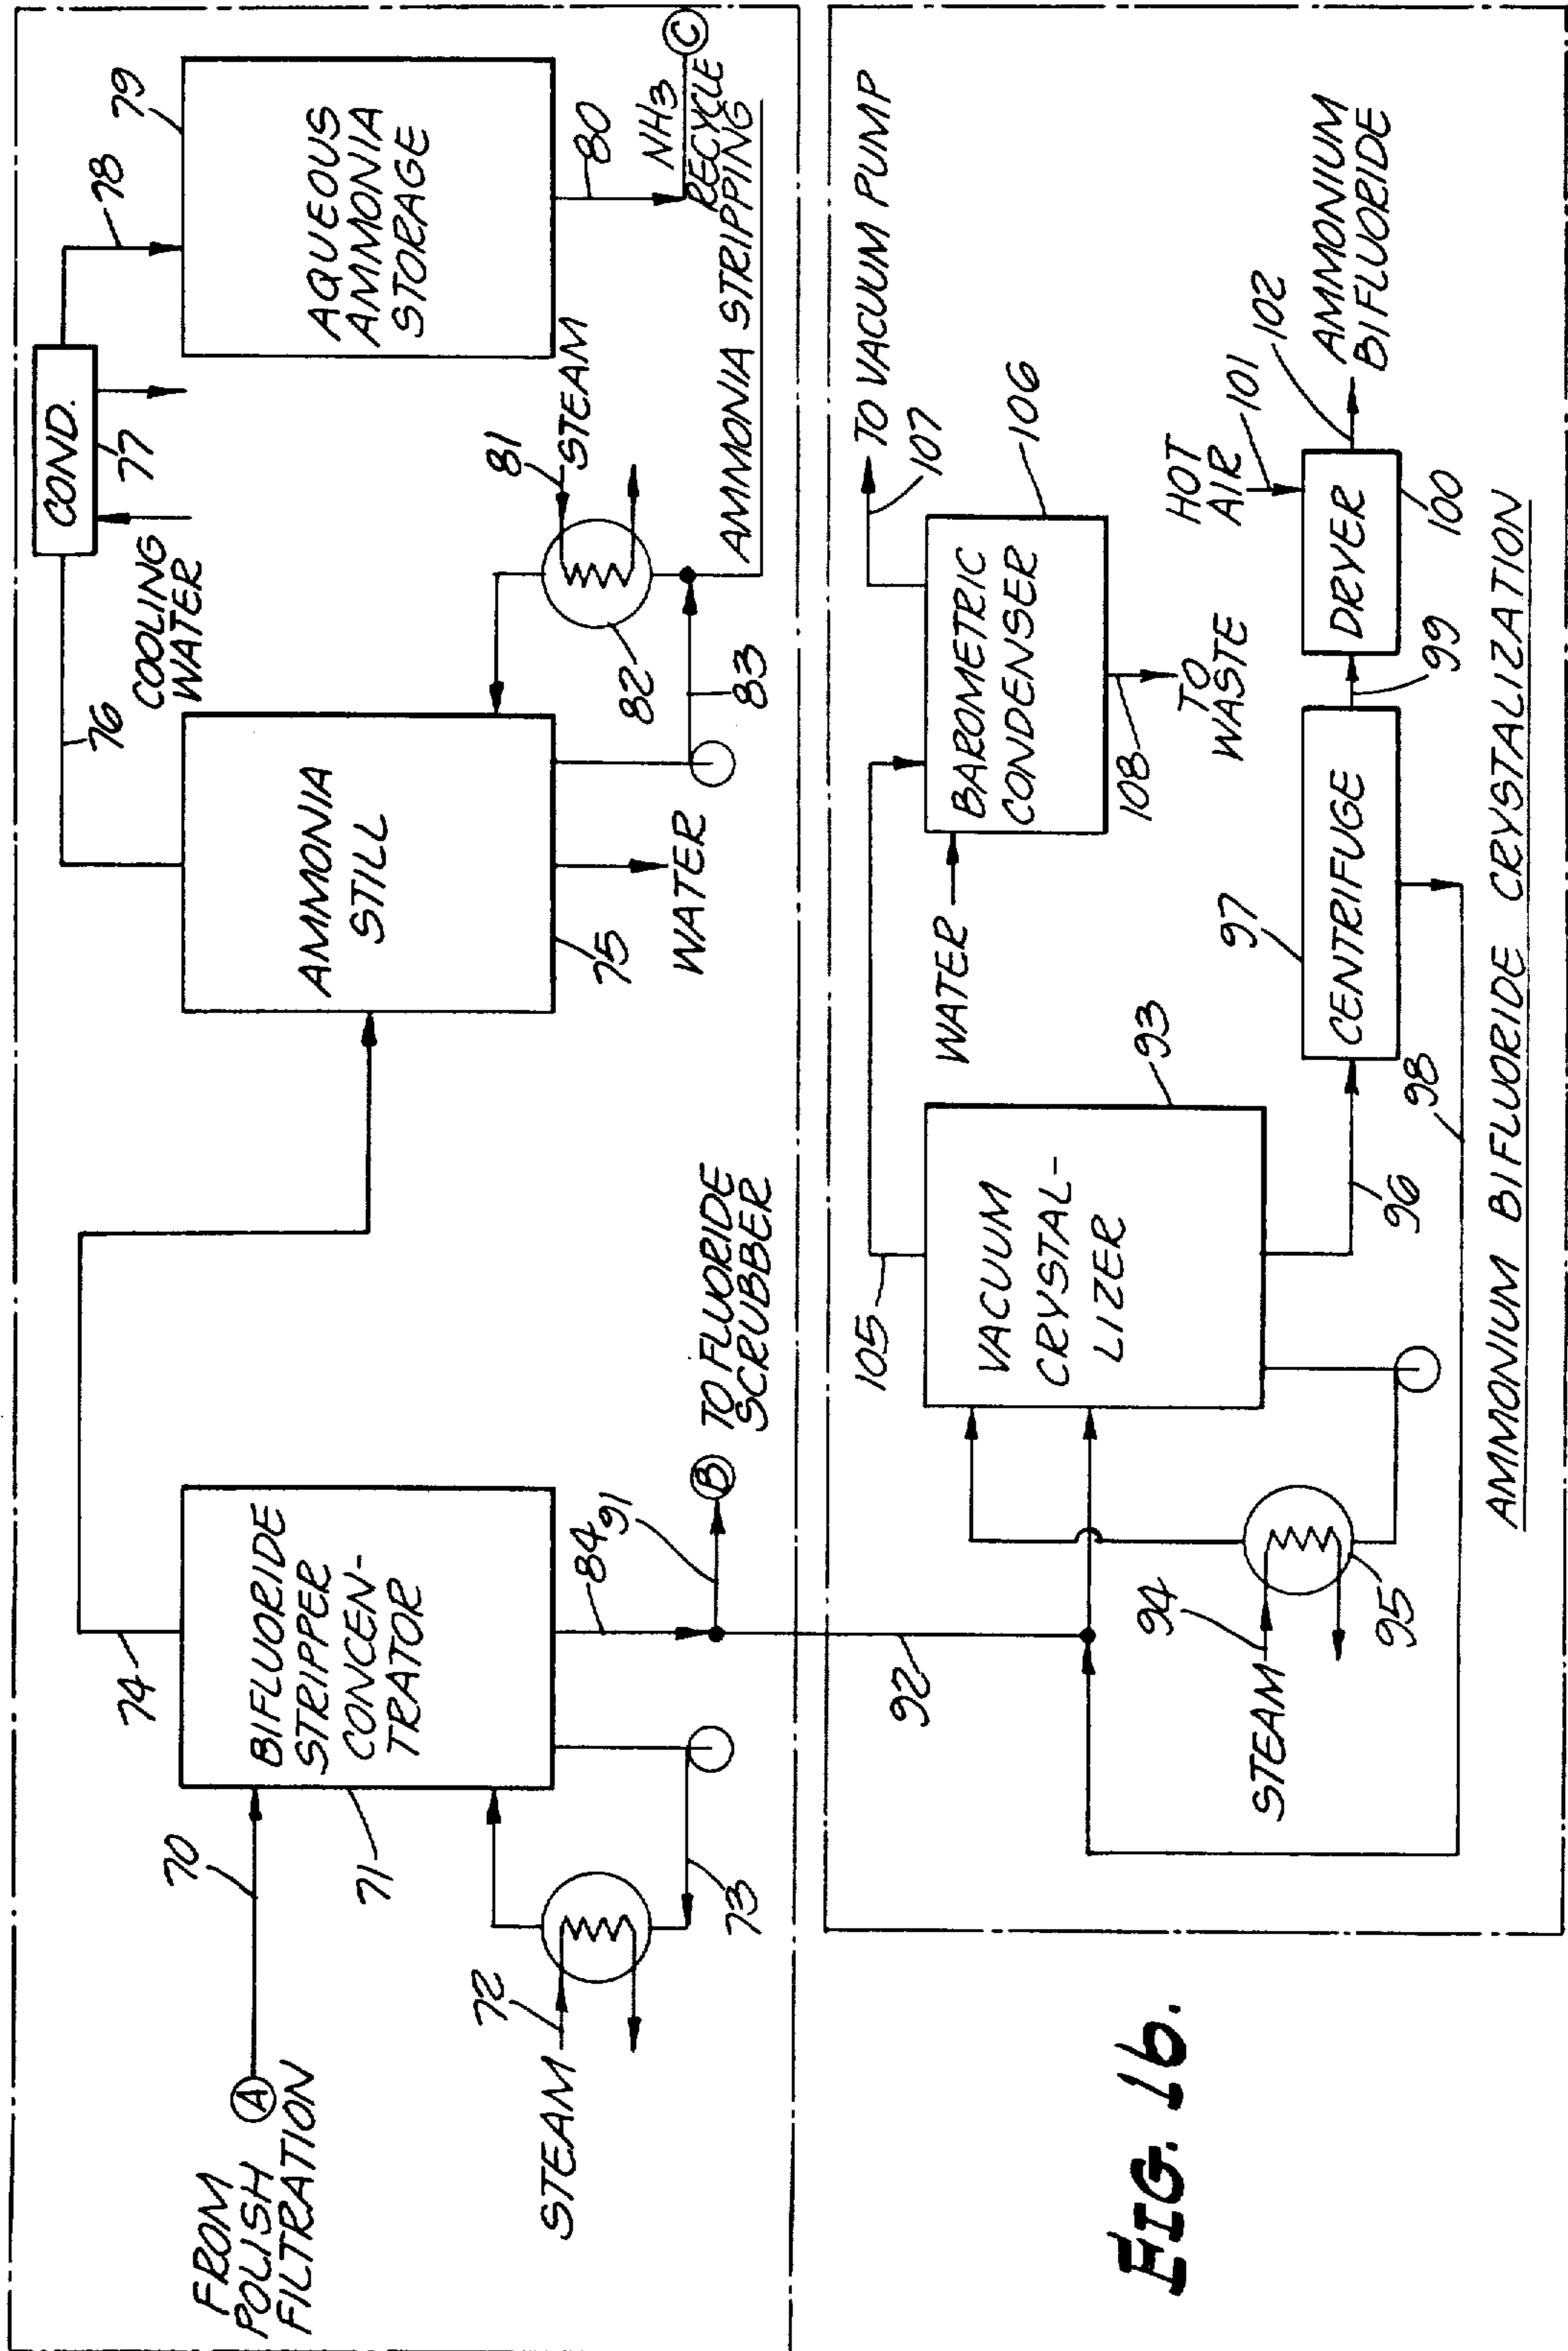 FROM
POLISH
FILTRATION
A
70
71
BIFLUORIDE
STRIPPER
CONCEN-
TRATOR
STEAM
72
73
74
84
91
B
TO FLUORIDE
SCRUBBER
AMMONIA
STILL
75
WATER
76
COOLING
WATER
COND.
77
78
79
AQUEOUS
AMMONIA
STORAGE
80
NH3
RECYCLE
C
81
STEAM
82
83
AMMONIA STRIPPING
92
VACUUM
CRYSTAL-
LIZER
93
STEAM
94
95
96
CENTRIFUGE
97
98
99
DRYER
100
HOT
AIR
101
102
AMMONIUM
BIFLUORIDE
105
WATER
BAROMETRIC
CONDENSER
106
107
TO VACUUM PUMP
108
TO
WASTE
AMMONIUM BIFLUORIDE CRYSTALIZATION
FIG. 1b.